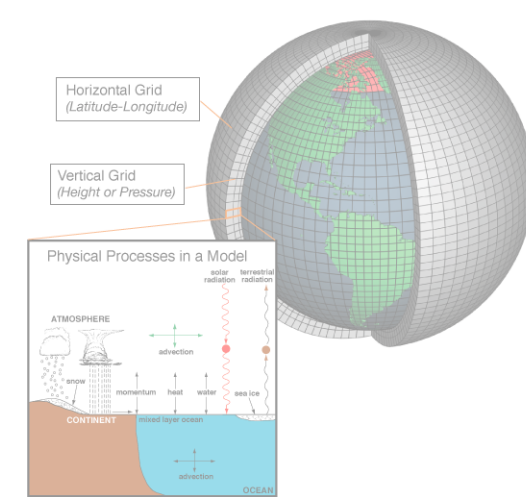 Horizontal Grid
(Latitude-Longitude)
Vertical Grid
(Height or Pressure)
Physical Processes in a Model
solar
radiation
terrestrial
radiation
ATMOSPHERE
advection
snow
momentum
heat
water
sea ice
CONTINENT
mixed layer ocean
advection
OCEAN